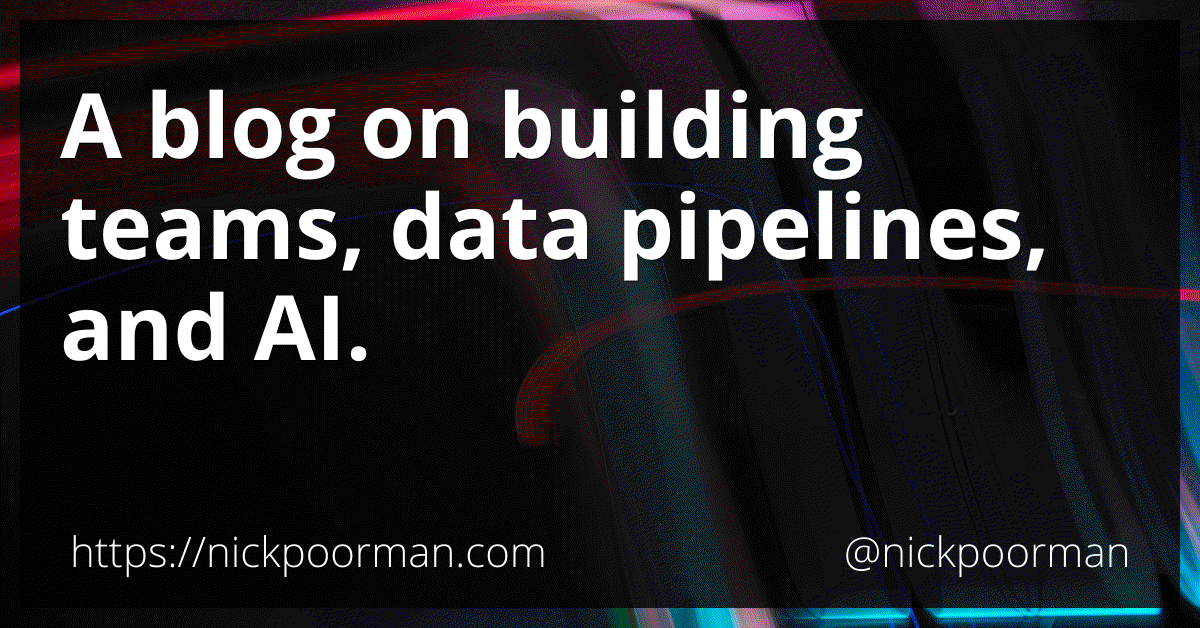 A blog on building
teams, data pipelines,
and AI.
https://nickpoorman.com
@nickpoorman